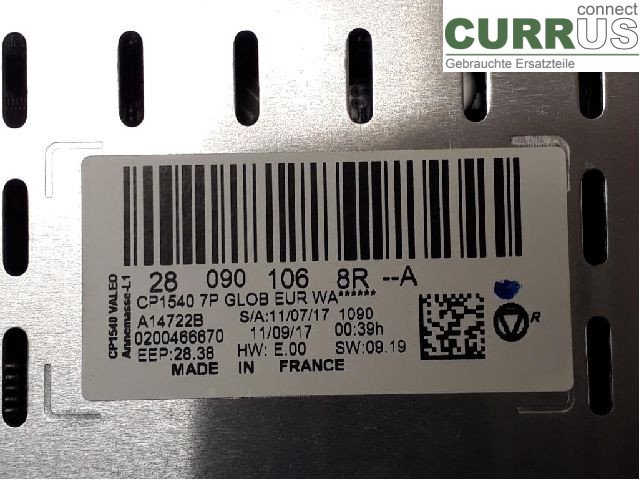 connect
CURRUS
Gebrauchte Ersatzteile
CP1540 VALEO
Annemasse-L1
28 090 106 8R --A
CP1540 7P GLOB EUR WA******
A14722B S/A:11/07/17 1090
0200466670 11/09/17 00:39h
EEP:28.38 HW: E.00 SW:09.19
MADE IN FRANCE
R